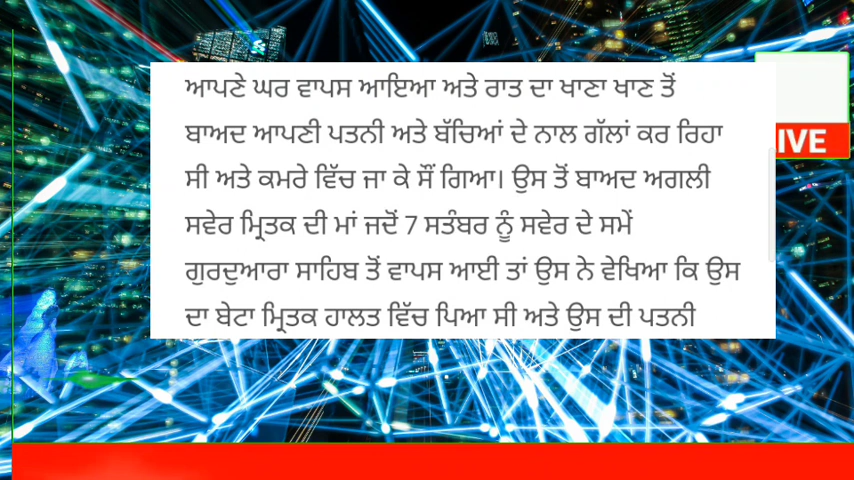 ਆਪਣੇ ਘਰ ਵਾਪਸ ਆਇਆ ਅਤੇ ਰਾਤ ਦਾ ਖਾਣਾ ਖਾਣ ਤੋਂ
ਬਾਅਦ ਆਪਣੀ ਪਤਨੀ ਅਤੇ ਬੱਚਿਆਂ ਦੇ ਨਾਲ ਗੱਲਾਂ ਕਰ ਰਿਹਾ
IVE
ਸੀ ਅਤੇ ਕਮਰੇ ਵਿੱਚ ਜਾ ਕੇ ਸੌਂ ਗਿਆ। ਉਸ ਤੋਂ ਬਾਅਦ ਅਗਲੀ
ਸਵੇਰ ਮ੍ਰਿਤਕ ਦੀ ਮਾਂ ਜਦੋਂ 7 ਸਤੰਬਰ ਨੂੰ ਸਵੇਰ ਦੇ ਸਮੇਂ
ਗੁਰਦੁਆਰਾ ਸਾਹਿਬ ਤੋਂ ਵਾਪਸ ਆਈ ਤਾਂ ਉਸ ਨੇ ਵੇਖਿਆ ਕਿ ਉਸ
ਦਾ ਬੇਟਾ ਮ੍ਰਿਤਕ ਹਾਲਤ ਵਿੱਚ ਪਿਆ ਸੀ ਅਤੇ ਉਸ ਦੀ ਪਤਨੀ